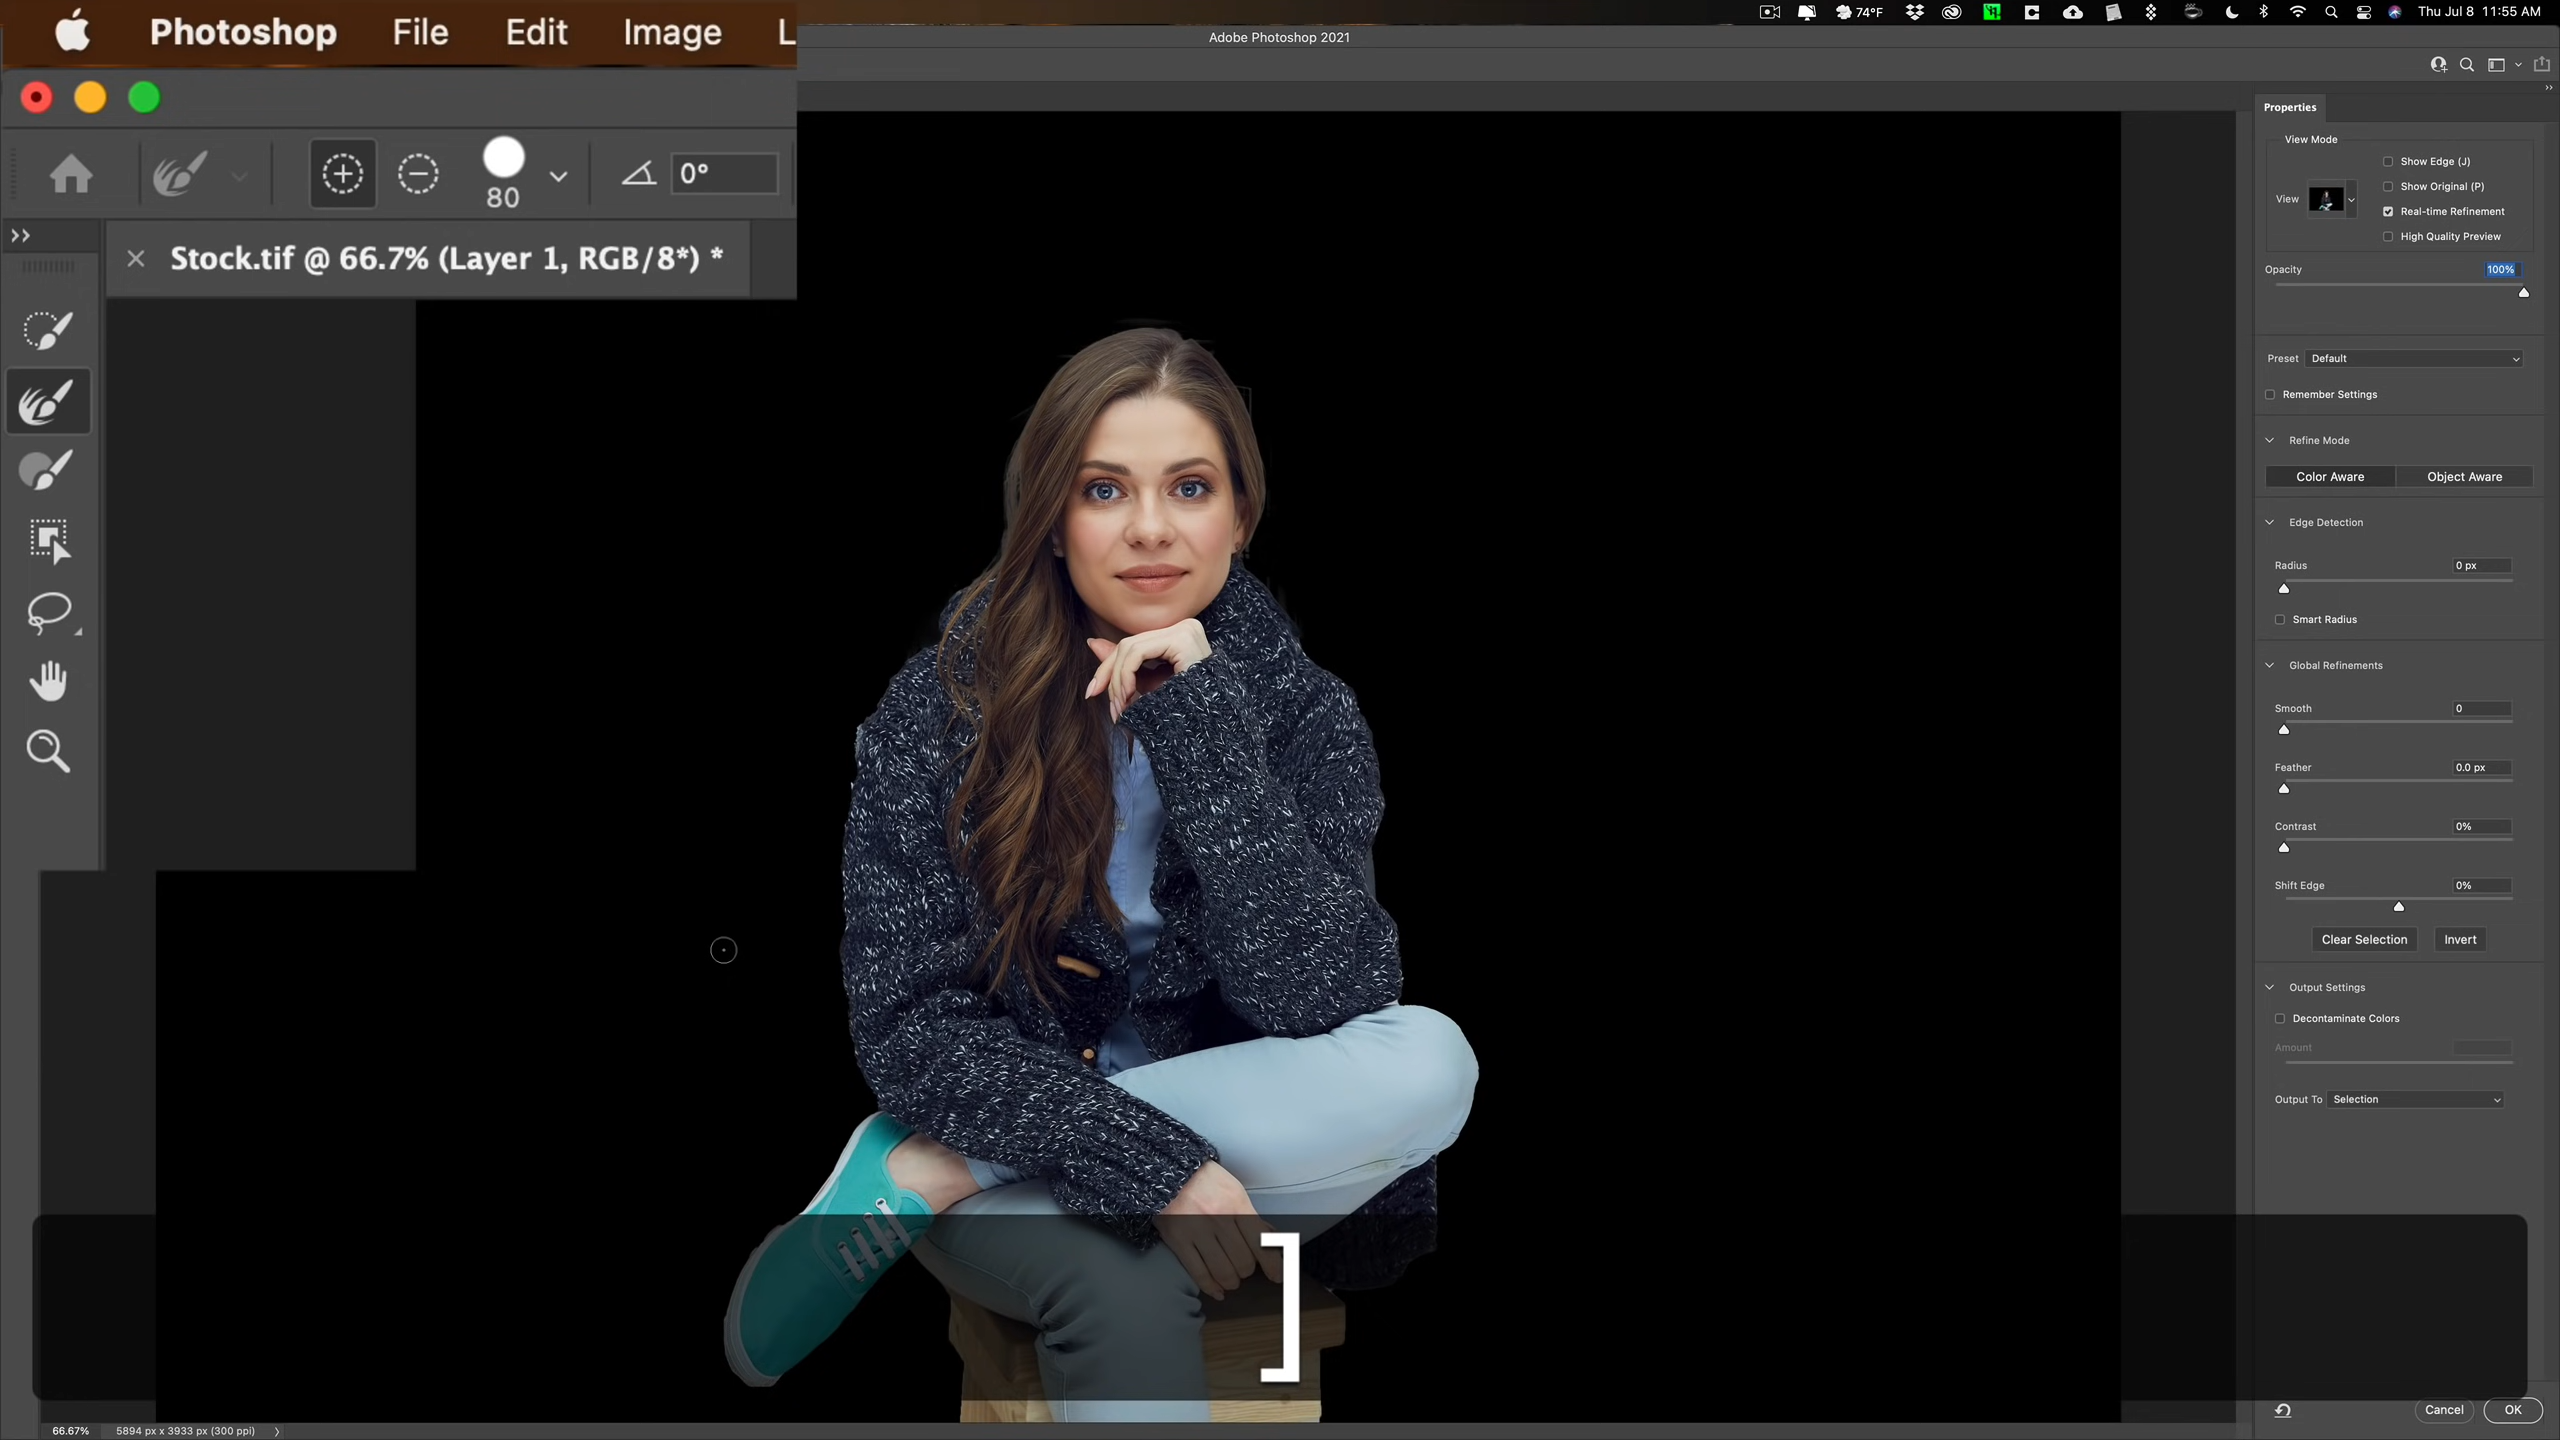 Photoshop File Edit Image L
74°F Thu Jul 8 11:55 AM
Adobe Photoshop 2021
80
0°
Stock.tif @ 66.7% (Layer 1, RGB/8*) *
Properties
View Mode
Show Edge (J)
Show Original (P)
View
Real-time Refinement
High Quality Preview
Opacity 100%
Preset Default
Remember Settings
Refine Mode
Color Aware Object Aware
Edge Detection
Radius 0 px
Smart Radius
Global Refinements
Smooth 0
Feather 0.0 px
Contrast 0%
Shift Edge 0%
Clear Selection Invert
Output Settings
Decontaminate Colors
Amount
Output To Selection
]
Cancel OK
66.67% 5894 px x 3933 px (300 ppi)